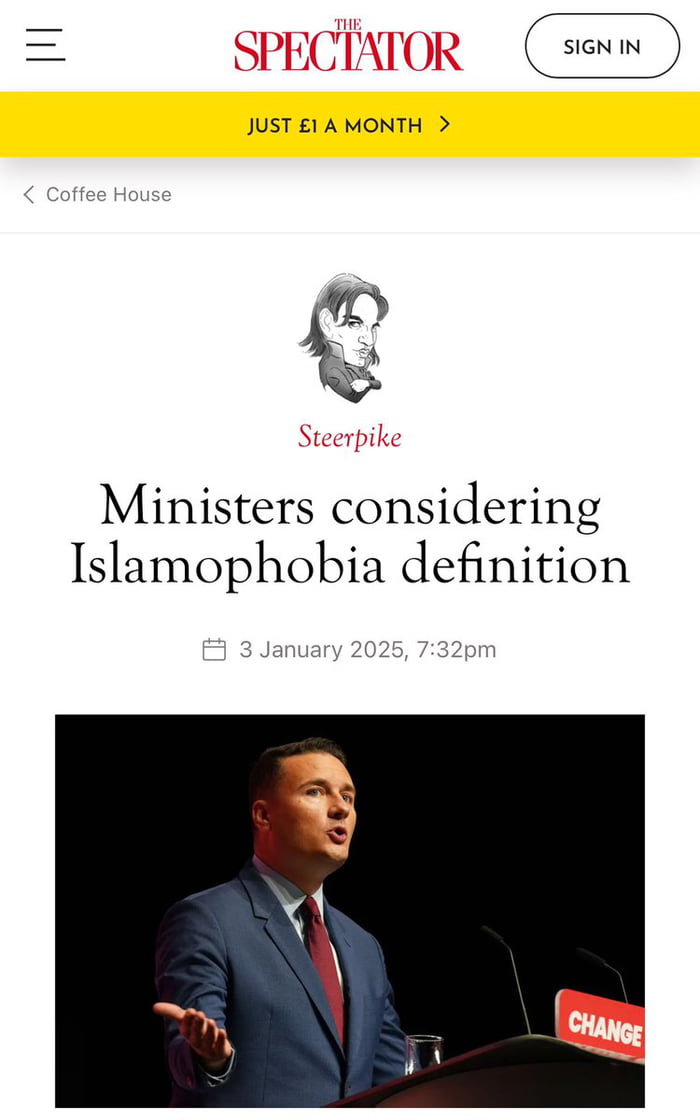 THE
SPECTATOR
SIGN IN
JUST £1 A MONTH
Coffee House
Steerpike
Ministers considering
Islamophobia definition
3 January 2025, 7:32pm
CHANGE